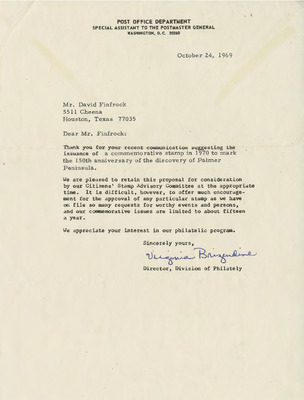 POST OFFICE DEPARTMENT
SPECIAL ASSISTANT TO THE POSTMASTER GENERAL
WASHINGTON, D.C. 20260
October 24, 1969
Mr. David Finfrock
5511 Cheena
Houston, Texas 77035
Dear Mr. Finfrock:
Thank you for your recent communication suggesting the
issuance of a commemorative stamp in 1970 to mark
the 150th anniversary of the discovery of Palmer
Peninsula.
We are pleased to retain this proposal for consideration
by our Citizens' Stamp Advisory Committee at the appropriate
time. It is difficult, however, to offer much encourage-
ment for the approval of any particular stamp as we have
on file so many requests for worthy events and persons,
and our commemorative issues are limited to about fifteen
a year.
We appreciate your interest in our philatelic program.
Sincerely yours,
Virginia Brizendine
Director, Division of Philately